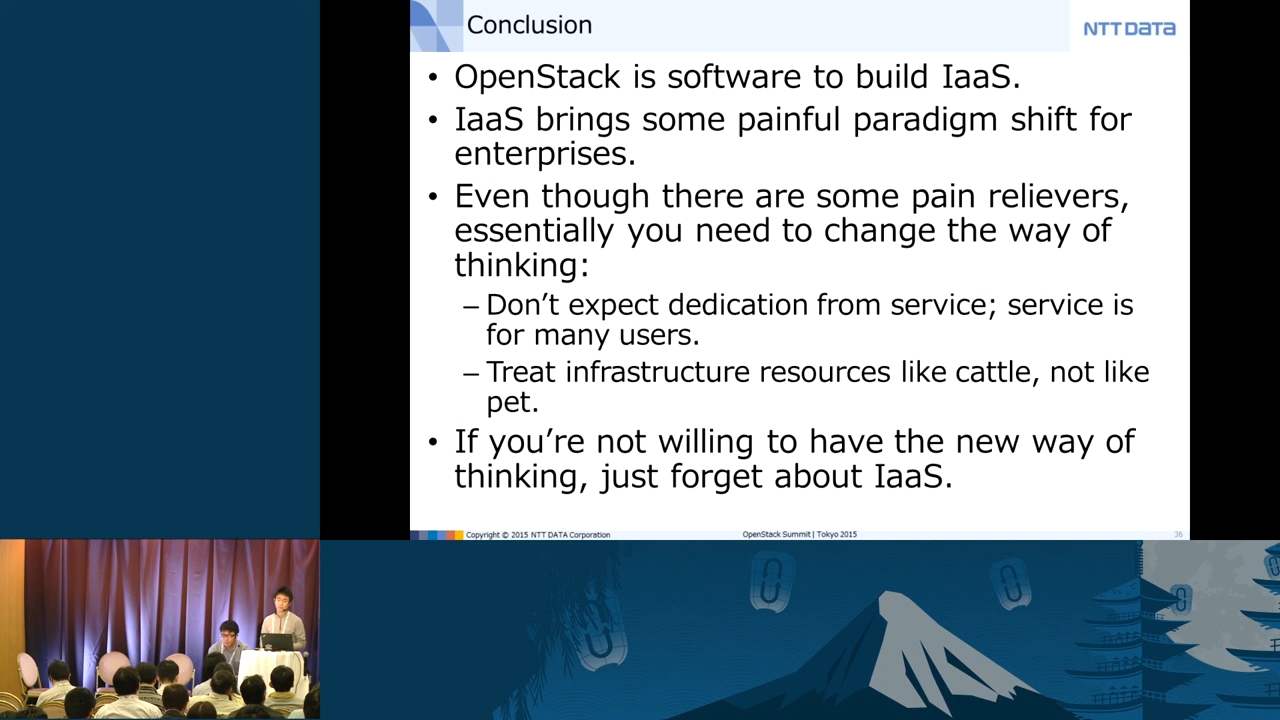 Conclusion
NTT DATA
• OpenStack is software to build IaaS.
• IaaS brings some painful paradigm shift for
enterprises.
• Even though there are some pain relievers,
essentially you need to change the way of
thinking:
– Don’t expect dedication from service; service is
for many users.
– Treat infrastructure resources like cattle, not like
pet.
• If you’re not willing to have the new way of
thinking, just forget about IaaS.
Copyright © 2015 NTT DATA Corporation
OpenStack Summit | Tokyo 2015
36